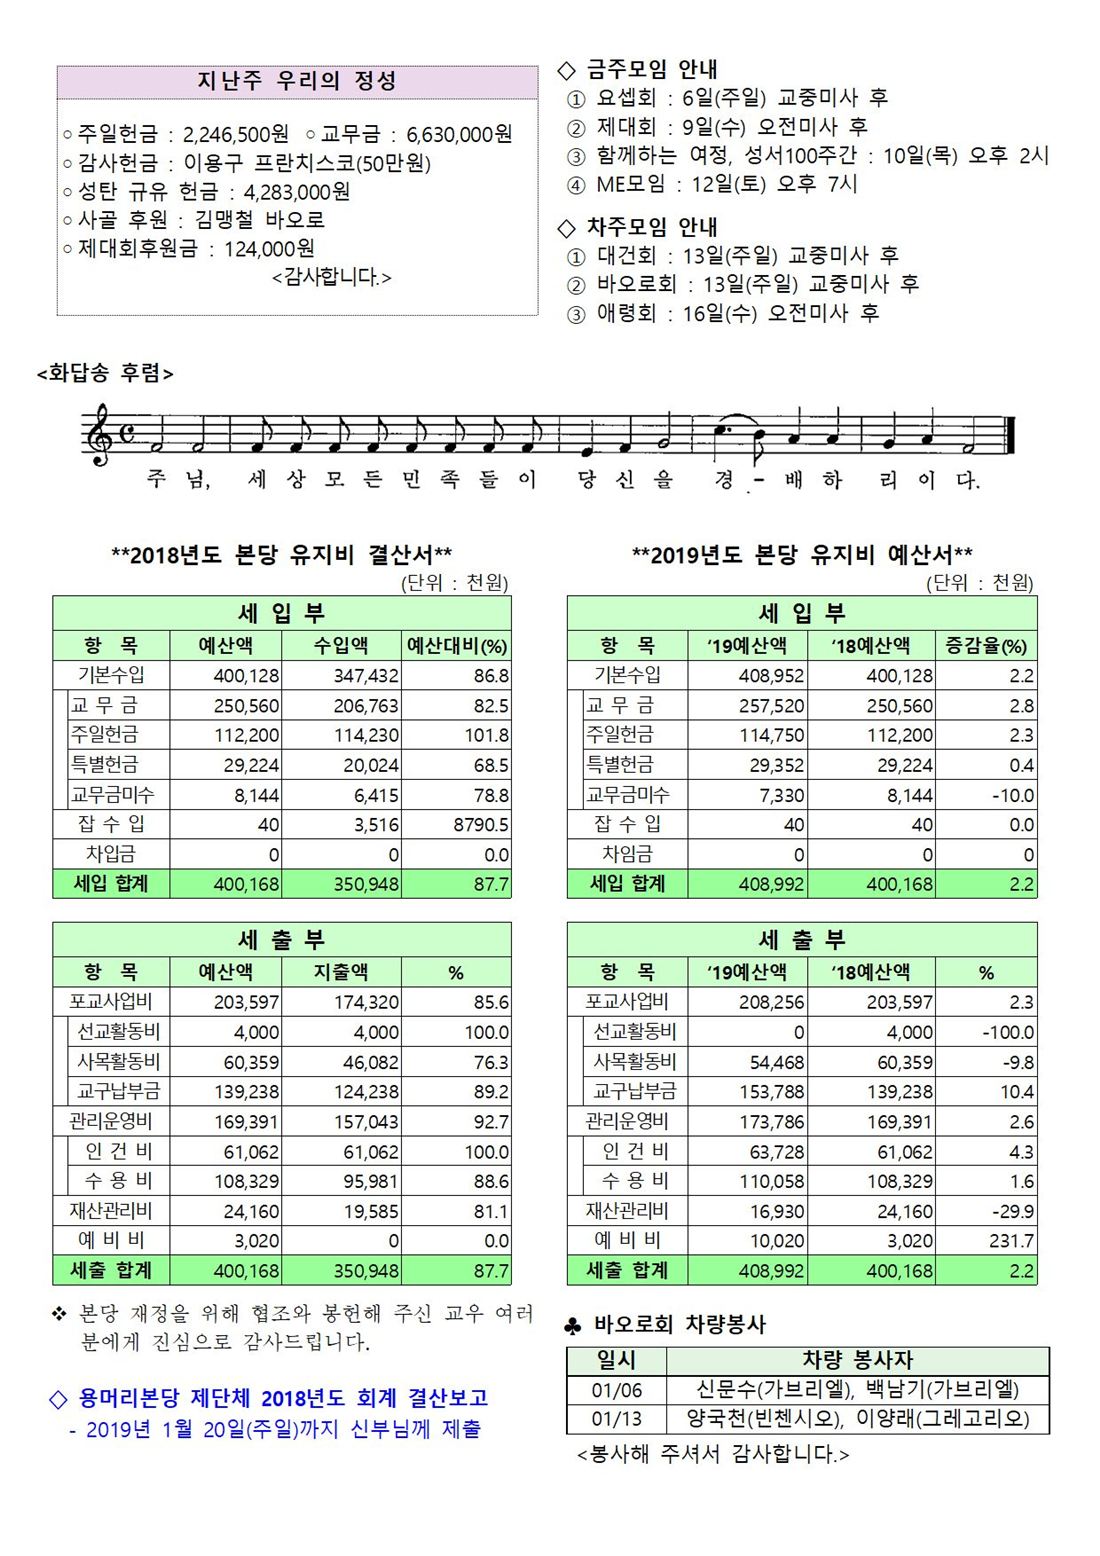 지난주 우리의 정성
○ 주일헌금 : 2,246,500원 ○ 교무금 : 6,630,000원
○ 감사헌금 : 이용구 프란치스코(50만원)
○ 성탄 규유 헌금 : 4,283,000원
○ 사골 후원 : 김맹철 바오로
○ 제대회후원금 : 124,000원
<감사합니다.>
◇ 금주모임 안내
① 요셉회 : 6일(주일) 교중미사 후
② 제대회 : 9일(수) 오전미사 후
③ 함께하는 여정, 성서100주간 : 10일(목) 오후 2시
④ ME모임 : 12일(토) 오후 7시
◇ 차주모임 안내
① 대건회 : 13일(주일) 교중미사 후
② 바오로회 : 13일(주일) 교중미사 후
③ 애령회 : 16일(수) 오전미사 후
<화답송 후렴>
주 님, 세 상 모 든 민 족 들 이 당 신 을 경 - 배 하 리 이 다.
**2018년도 본당 유지비 결산서**
(단위 : 천원)
세 입 부
항 목 예산액 수입액 예산대비(%)
기본수입 400,128 347,432 86.8
교 무 금 250,560 206,763 82.5
주일헌금 112,200 114,230 101.8
특별헌금 29,224 20,024 68.5
교무금미수 8,144 6,415 78.8
잡 수 입 40 3,516 8790.5
차입금 0 0 0.0
세입 합계 400,168 350,948 87.7
세 출 부
항 목 예산액 지출액 %
포교사업비 203,597 174,320 85.6
선교활동비 4,000 4,000 100.0
사목활동비 60,359 46,082 76.3
교구납부금 139,238 124,238 89.2
관리운영비 169,391 157,043 92.7
인 건 비 61,062 61,062 100.0
수 용 비 108,329 95,981 88.6
재산관리비 24,160 19,585 81.1
예 비 비 3,020 0 0.0
세출 합계 400,168 350,948 87.7
❖ 본당 재정을 위해 협조와 봉헌해 주신 교우 여러
분에게 진심으로 감사드립니다.
◇ 용머리본당 제단체 2018년도 회계 결산보고
- 2019년 1월 20일(주일)까지 신부님께 제출
**2019년도 본당 유지비 예산서**
(단위 : 천원)
세 입 부
항 목 ‘19예산액 ‘18예산액 증감율(%)
기본수입 408,952 400,128 2.2
교 무 금 257,520 250,560 2.8
주일헌금 114,750 112,200 2.3
특별헌금 29,352 29,224 0.4
교무금미수 7,330 8,144 -10.0
잡 수 입 40 40 0.0
차임금 0 0 0
세입 합계 408,992 400,168 2.2
세 출 부
항 목 ‘19예산액 ‘18예산액 %
포교사업비 208,256 203,597 2.3
선교활동비 0 4,000 -100.0
사목활동비 54,468 60,359 -9.8
교구납부금 153,788 139,238 10.4
관리운영비 173,786 169,391 2.6
인 건 비 63,728 61,062 4.3
수 용 비 110,058 108,329 1.6
재산관리비 16,930 24,160 -29.9
예 비 비 10,020 3,020 231.7
세출 합계 408,992 400,168 2.2
♣ 바오로회 차량봉사
일시 차량 봉사자
01/06 신문수(가브리엘), 백남기(가브리엘)
01/13 양국천(빈첸시오), 이양래(그레고리오)
<봉사해 주셔서 감사합니다.>